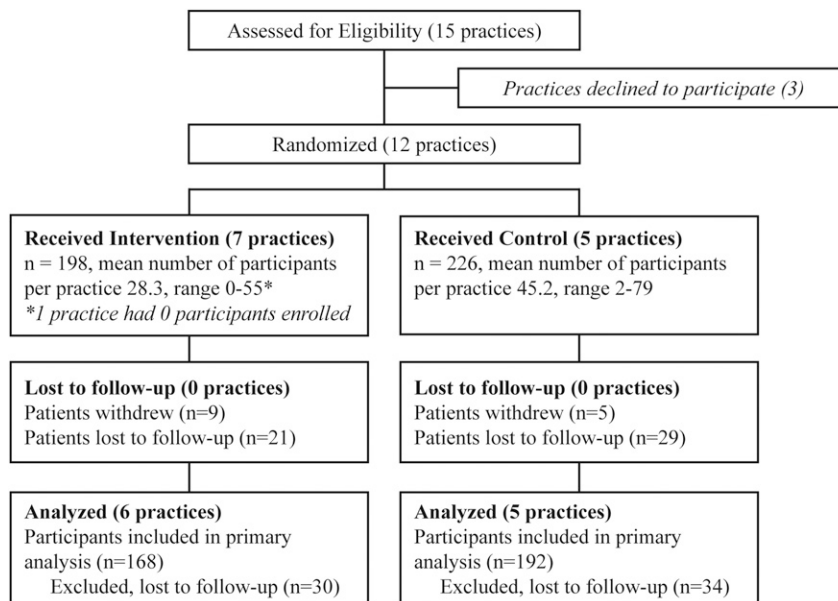 Assessed for Eligibility (15 practices)
Practices declined to participate (3)
Randomized (12 practices)
Received Intervention (7 practices)
n = 198, mean number of participants
per practice 28.3, range 0-55*
*1 practice had 0 participants enrolled
Received Control (5 practices)
n = 226, mean number of participants
per practice 45.2, range 2-79
Lost to follow-up (0 practices)
Patients withdrew (n=9)
Patients lost to follow-up (n=21)
Lost to follow-up (0 practices)
Patients withdrew (n=5)
Patients lost to follow-up (n=29)
Analyzed (6 practices)
Participants included in primary
analysis (n=168)
Excluded, lost to follow-up (n=30)
Analyzed (5 practices)
Participants included in primary
analysis (n=192)
Excluded, lost to follow-up (n=34)